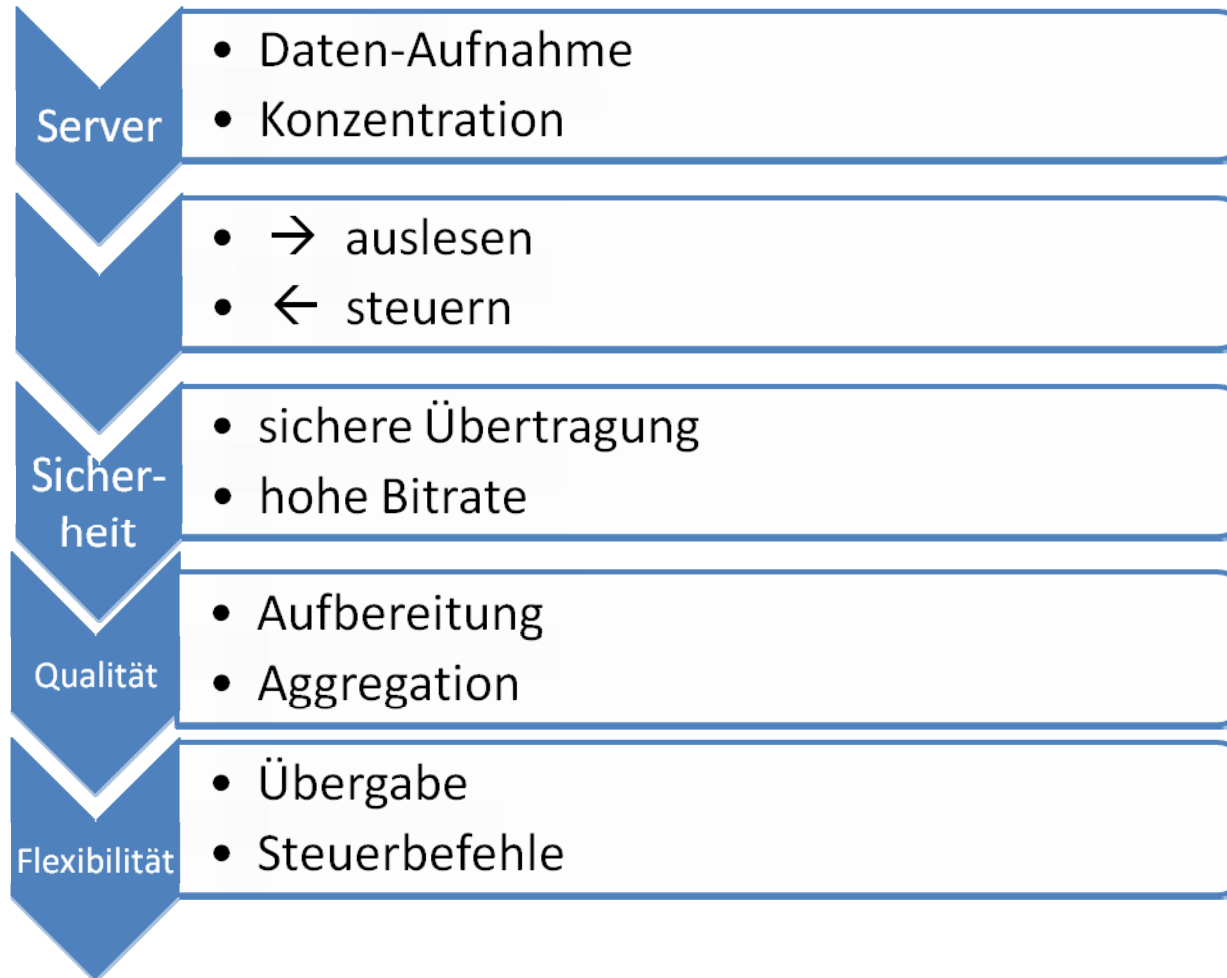 Server
• Daten-Aufnahme
• Konzentration
• → auslesen
• ← steuern
Sicher-
heit
• sichere Übertragung
• hohe Bitrate
Qualität
• Aufbereitung
• Aggregation
Flexibilität
• Übergabe
• Steuerbefehle